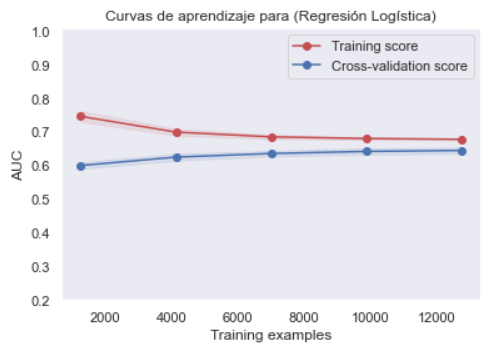 Curvas de aprendizaje para (Regresión Logística)
Training score
Cross-validation score
AUC
1.0
0.9
0.8
0.7
0.6
0.5
0.4
0.3
0.2
2000 4000 6000 8000 10000 12000
Training examples